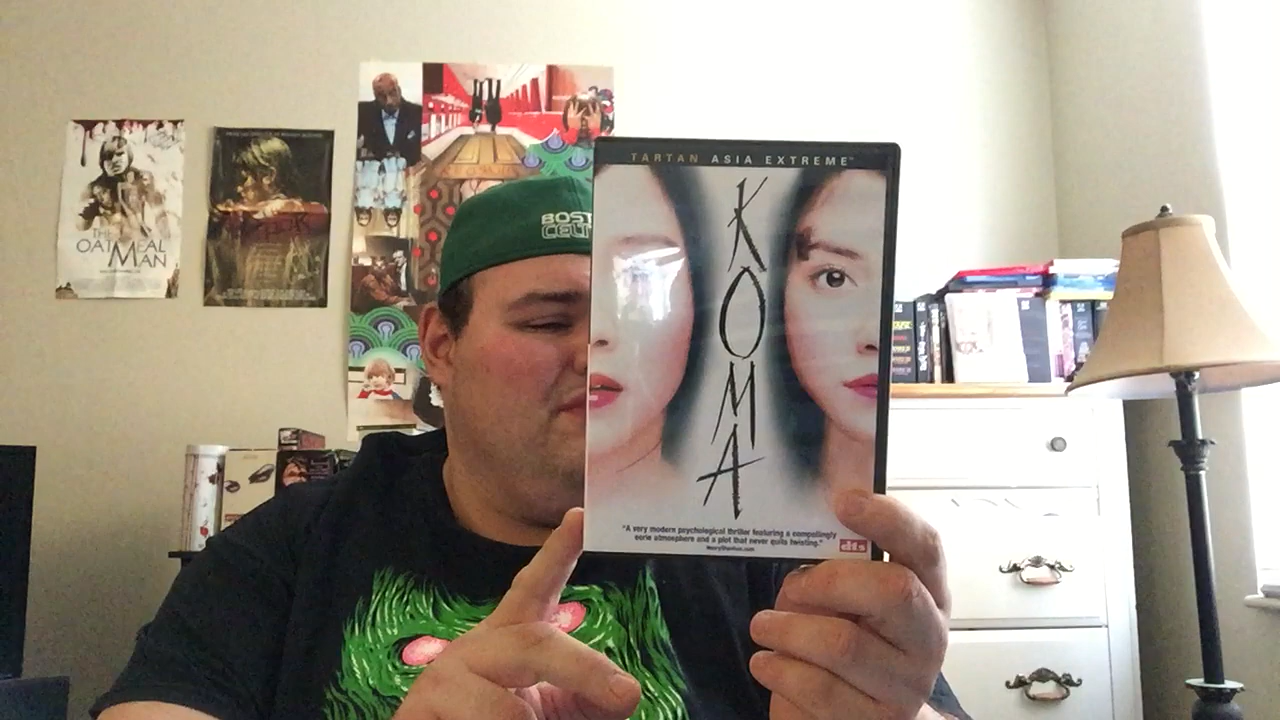 THE
OATMEAL
MAN
BOST
CELT
TARTAN ASIA EXTREME
KOMA
"A very modern psychological thriller featuring a compellingly
eerie atmosphere and a plot that never quits twisting."
dts